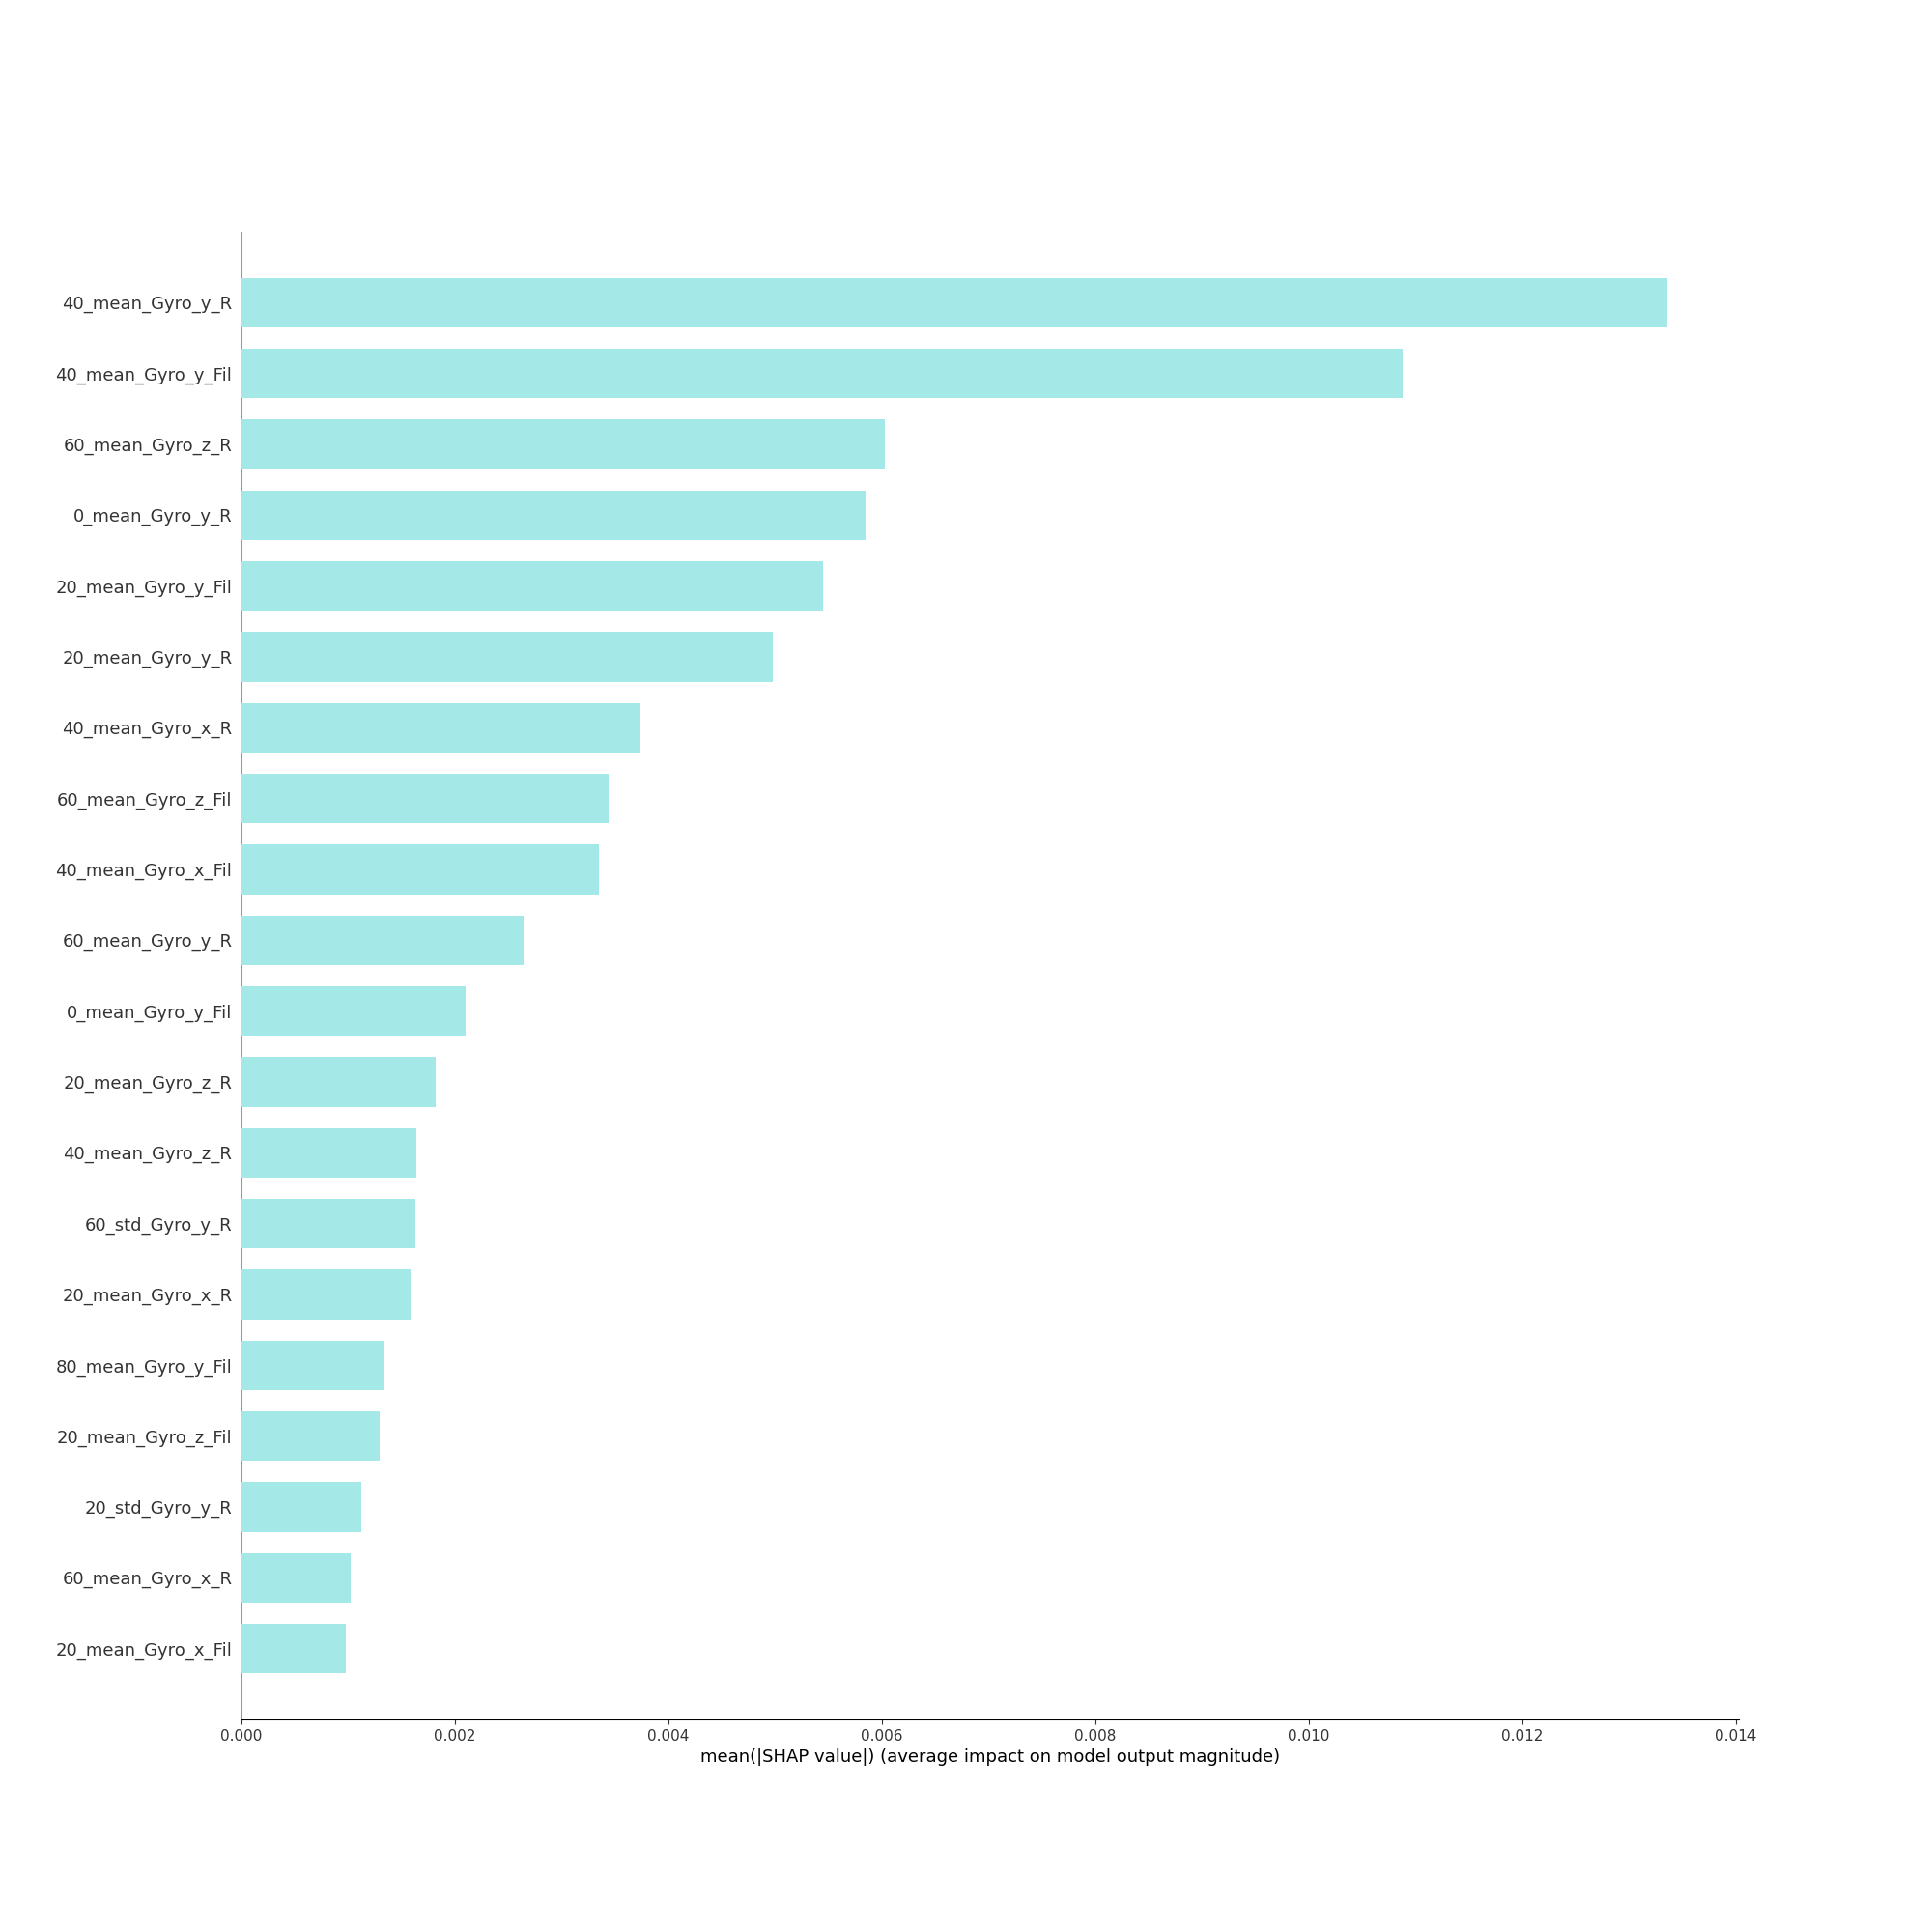 40_mean_Gyro_y_R
40_mean_Gyro_y_Fil
60_mean_Gyro_z_R
0_mean_Gyro_y_R
20_mean_Gyro_y_Fil
20_mean_Gyro_y_R
40_mean_Gyro_x_R
60_mean_Gyro_z_Fil
40_mean_Gyro_x_Fil
60_mean_Gyro_y_R
0_mean_Gyro_y_Fil
20_mean_Gyro_z_R
40_mean_Gyro_z_R
60_std_Gyro_y_R
20_mean_Gyro_x_R
80_mean_Gyro_y_Fil
20_mean_Gyro_z_Fil
20_std_Gyro_y_R
60_mean_Gyro_x_R
20_mean_Gyro_x_Fil
0.000 0.002 0.004 0.006 0.008 0.010 0.012 0.014
mean(|SHAP value|) (average impact on model output magnitude)